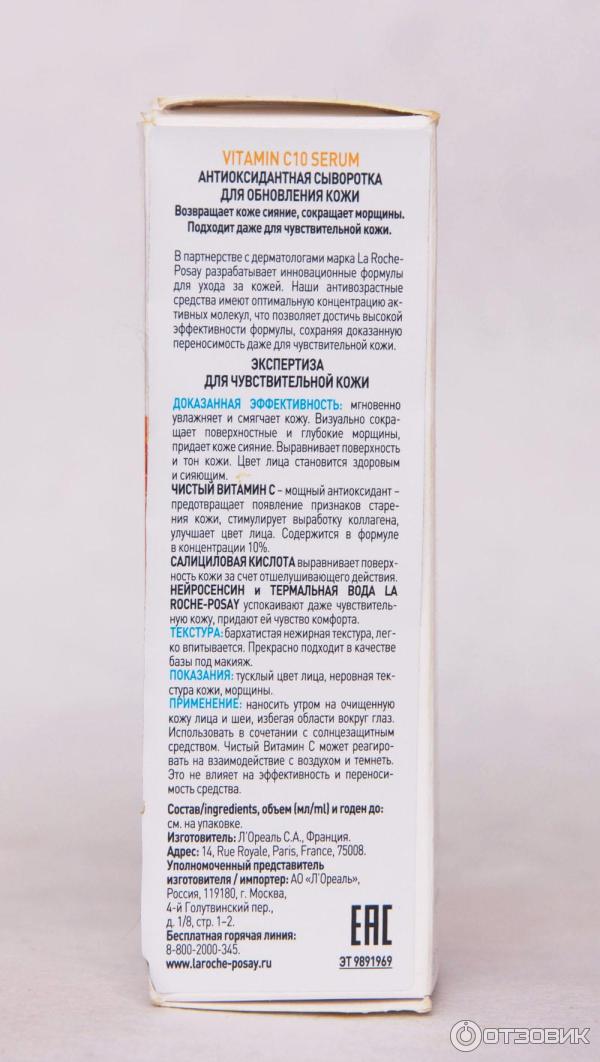 VITAMIN C10 SERUM
АНТИОКСИДАНТНАЯ СЫВОРОТКА
ДЛЯ ОБНОВЛЕНИЯ КОЖИ
Возвращает коже сияние, сокращает морщины.
Подходит даже для чувствительной кожи.
В партнерстве с дерматологами марка La Roche-
Posay разрабатывает инновационные формулы
для ухода за кожей. Наши антивозрастные
средства имеют оптимальную концентрацию ак-
тивных молекул, что позволяет достичь высокой
эффективности формулы, сохраняя доказанную
переносимость даже для чувствительной кожи.
ЭКСПЕРТИЗА
ДЛЯ ЧУВСТВИТЕЛЬНОЙ КОЖИ
ДОКАЗАННАЯ ЭФФЕКТИВНОСТЬ: мгновенно
увлажняет и смягчает кожу. Визуально сокра-
щает поверхностные и глубокие морщины,
придает коже сияние. Выравнивает поверхность
и тон кожи. Цвет лица становится здоровым
и сияющим.
ЧИСТЫЙ ВИТАМИН С – мощный антиоксидант –
предотвращает появление признаков старе-
ния кожи, стимулирует выработку коллагена,
улучшает цвет лица. Содержится в формуле
в концентрации 10%.
САЛИЦИЛОВАЯ КИСЛОТА выравнивает поверх-
ность кожи за счет отшелушивающего действия.
НЕЙРОСЕНСИН и ТЕРМАЛЬНАЯ ВОДА LA
ROCHE-POSAY успокаивают даже чувствитель-
ную кожу, придают ей чувство комфорта.
ТЕКСТУРА: бархатистая нежирная текстура, лег-
ко впитывается. Прекрасно подходит в качестве
базы под макияж.
ПОКАЗАНИЯ: тусклый цвет лица, неровная тек-
стура кожи, морщины.
ПРИМЕНЕНИЕ: наносить утром на очищенную
кожу лица и шеи, избегая области вокруг глаз.
Использовать в сочетании с солнцезащитным
средством. Чистый Витамин С может реагиро-
вать на взаимодействие с воздухом и темнеть.
Это не влияет на эффективность и переноси-
мость средства.
Состав/ingredients, объем (мл/ml) и годен до:
см. на упаковке.
Изготовитель: Л'Ореаль С.А., Франция.
Адрес: 14, Rue Royale, Paris, France, 75008.
Уполномоченный представитель
изготовителя / импортер: АО «Л'Ореаль»,
Россия, 119180, г. Москва,
4-й Голутвинский пер.,
д. 1/8, стр. 1–2.
Бесплатная горячая линия:
8-800-2000-345.
www.laroche-posay.ru
ЕАС
ЭТ 9891969
ОТЗОВИК